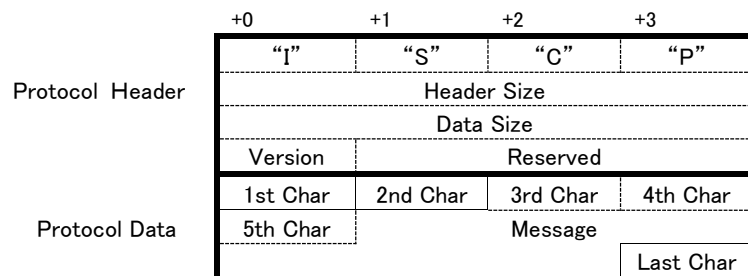 +0 +1 +2 +3
“I” “S” “C” “P”
Protocol Header Header Size
Data Size
Version Reserved
1st Char 2nd Char 3rd Char 4th Char
Protocol Data 5th Char Message
Last Char